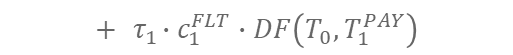 + τ₁ · c₁^FLT · DF(T₀, T₁^PAY)